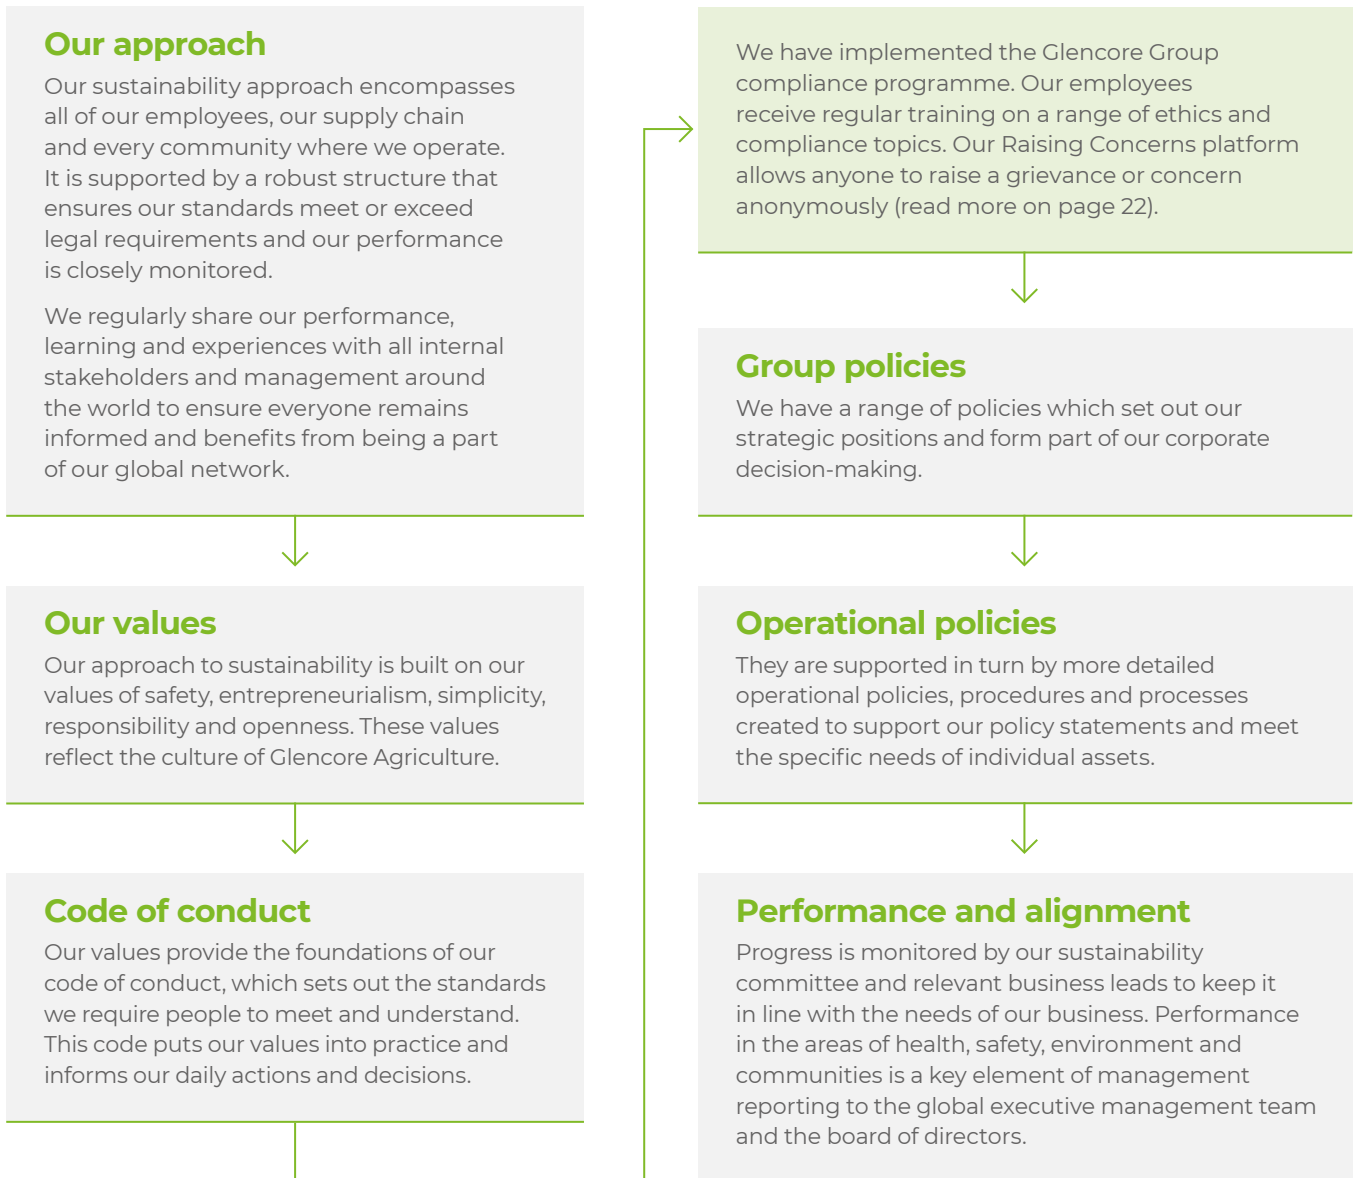 Our approach
Our sustainability approach encompasses
all of our employees, our supply chain
and every community where we operate.
It is supported by a robust structure that
ensures our standards meet or exceed
legal requirements and our performance
is closely monitored.
We regularly share our performance,
learning and experiences with all internal
stakeholders and management around
the world to ensure everyone remains
informed and benefits from being a part
of our global network.
Our values
Our approach to sustainability is built on our
values of safety, entrepreneurialism, simplicity,
responsibility and openness. These values
reflect the culture of Glencore Agriculture.
Code of conduct
Our values provide the foundations of our
code of conduct, which sets out the standards
we require people to meet and understand.
This code puts our values into practice and
informs our daily actions and decisions.
We have implemented the Glencore Group
compliance programme. Our employees
receive regular training on a range of ethics and
compliance topics. Our Raising Concerns platform
allows anyone to raise a grievance or concern
anonymously (read more on page 22).
Group policies
We have a range of policies which set out our
strategic positions and form part of our corporate
decision-making.
Operational policies
They are supported in turn by more detailed
operational policies, procedures and processes
created to support our policy statements and meet
the specific needs of individual assets.
Performance and alignment
Progress is monitored by our sustainability
committee and relevant business leads to keep it
in line with the needs of our business. Performance
in the areas of health, safety, environment and
communities is a key element of management
reporting to the global executive management team
and the board of directors.